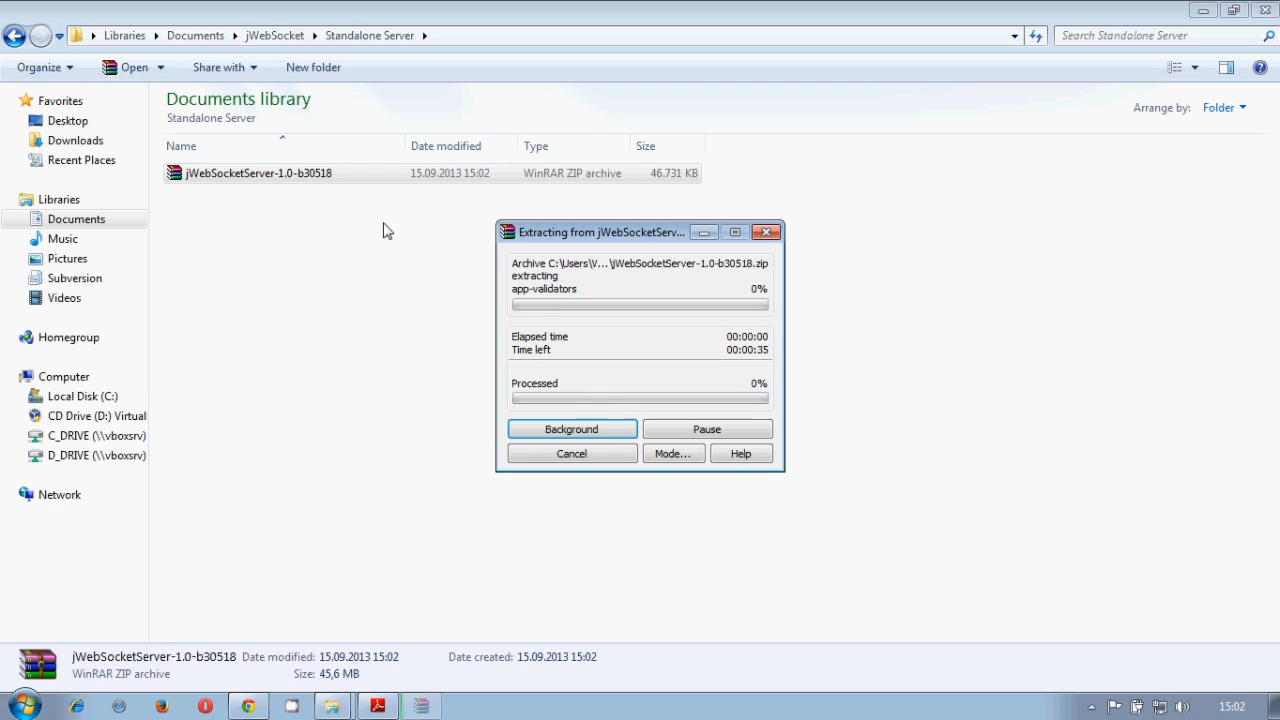 Libraries Documents jWebSocket Standalone Server
Search Standalone Server
Organize Open Share with New folder
Favorites
Desktop
Downloads
Recent Places
Libraries
Documents
Music
Pictures
Subversion
Videos
Homegroup
Computer
Local Disk (C:)
CD Drive (D:) Virtual
C_DRIVE (\\vboxsrv)
D_DRIVE (\\vboxsrv)
Network
Documents library
Standalone Server
Arrange by: Folder
Name Date modified Type Size
jWebSocketServer-1.0-b30518 15.09.2013 15:02 WinRAR ZIP archive 46.731 KB
Extracting from jWebSocketServ...
Archive C:\Users\V...\jWebSocketServer-1.0-b30518.zip
extracting
app-validators 0%
Elapsed time 00:00:00
Time left 00:00:35
Processed 0%
Background Pause
Cancel Mode... Help
jWebSocketServer-1.0-b30518 Date modified: 15.09.2013 15:02 Date created: 15.09.2013 15:02
WinRAR ZIP archive Size: 45,6 MB
15:02